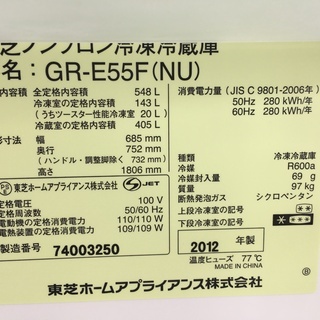 芝ノンフロン冷凍冷蔵庫
名：GR-E55F(NU)
内容積 全定格内容積 548 L
冷凍室の定格内容積 143 L
(うちツースター性能冷凍室 20 L)
冷蔵室の定格内容積 405 L
形寸法 幅 685 mm
奥行 752 mm
(ハンドル・調整脚除く 732 mm)
高さ 1806 mm
PS E 東芝ホームアプライアンス株式会社 S JET
定格電圧 100 V
定格周波数 50/60 Hz
電動機の定格消費電力 110/110 W
電熱装置の定格消費電力 109/109 W
製造番号 74003250
消費電力量 (JIS C 9801-2006年)
50Hz 280 kWh/年
60Hz 280 kWh/年
種類 冷凍冷蔵庫
冷媒 R600a
冷媒封入量 69 g
質量 97 kg
断熱発泡ガス シクロペンタン
上段冷凍室の記号
下段冷凍室の記号
2012 年製
温度ヒューズ 77℃
MADE IN CHINA
B
東芝ホームアプライアンス株式会社